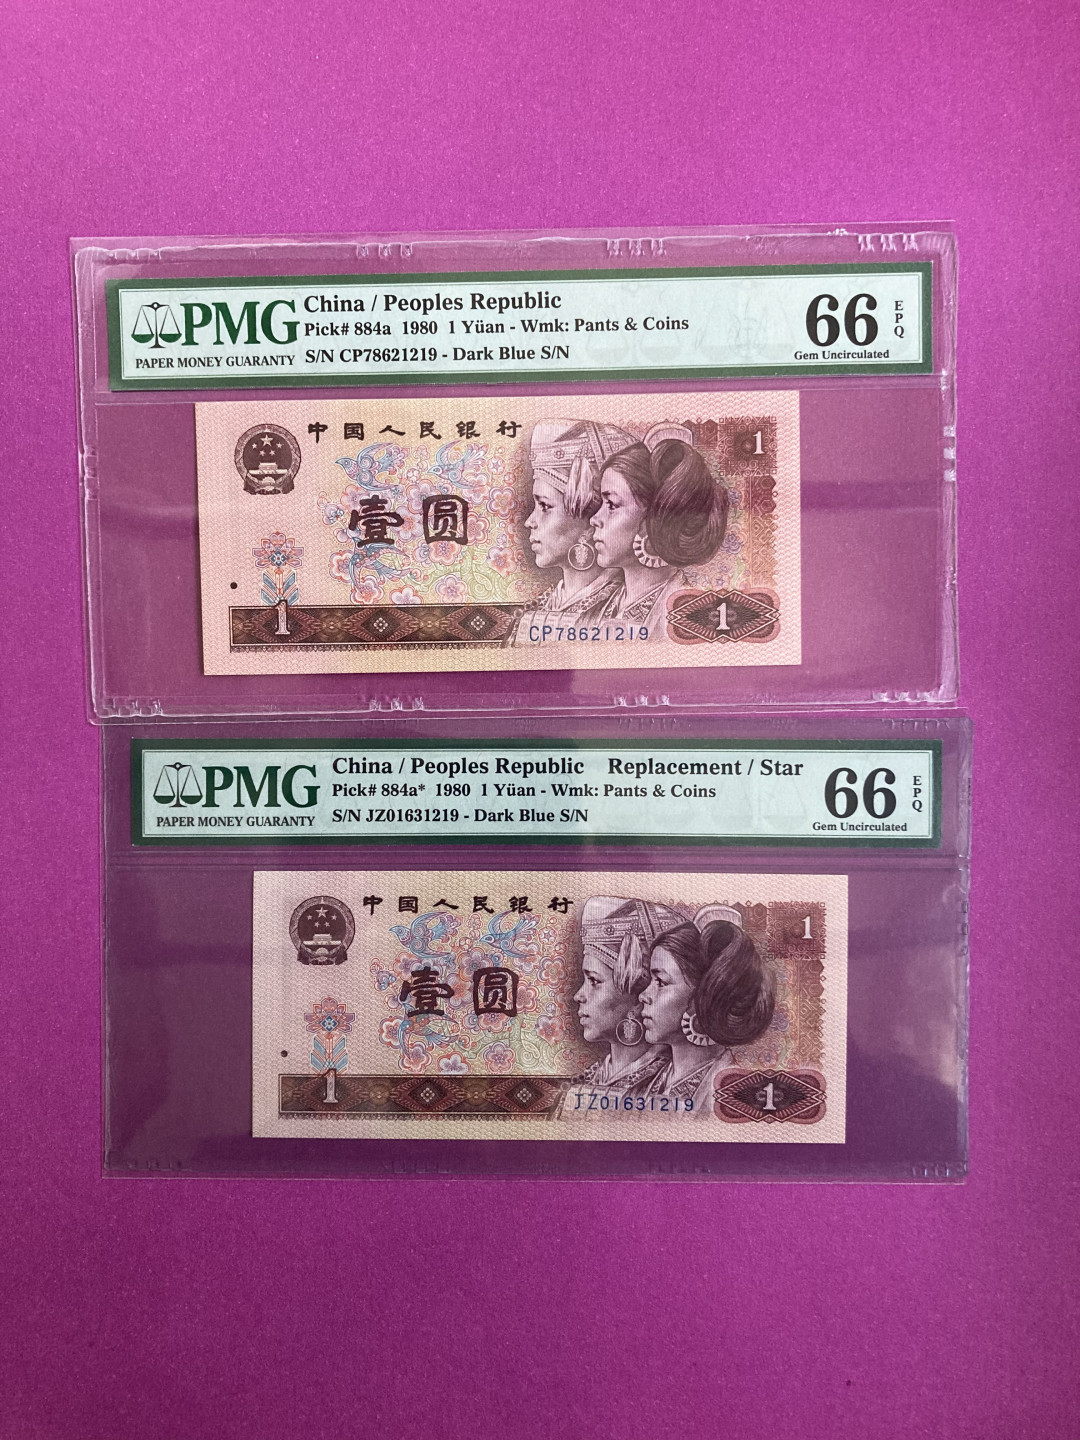 PMG
PAPER MONEY GUARANTY
China / Peoples Republic
Pick# 884a 1980 1 Yüan - Wmk: Pants & Coins
S/N CP78621219 - Dark Blue S/N
66
EPQ
Gem Uncirculated
中国人民银行
1
壹圆
1
1
CP78621219
PMG
PAPER MONEY GUARANTY
China / Peoples Republic Replacement / Star
Pick# 884a* 1980 1 Yüan - Wmk: Pants & Coins
S/N JZ01631219 - Dark Blue S/N
66
EPQ
Gem Uncirculated
中国人民银行
1
壹圆
1
1
JZ01631219